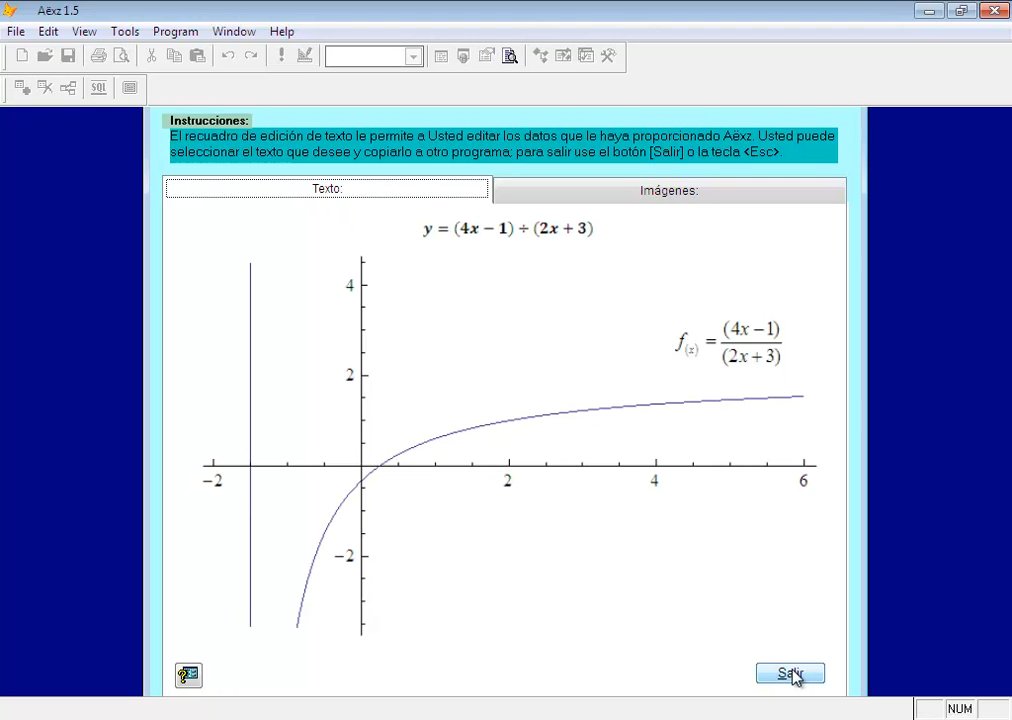 Aëxz 1.5
File Edit View Tools Program Window Help
SQL
Instrucciones:
El recuadro de edición de texto le permite a Usted editar los datos que le haya proporcionado Aëxz. Usted puede
seleccionar el texto que desee y copiarlo a otro programa; para salir use el botón [Salir] o la tecla <Esc>.
Texto: Imágenes:
y = (4x − 1) ÷ (2x + 3)
4
f(x) = (4x − 1) / (2x + 3)
2
−2 2 4 6
−2
Salir
NUM